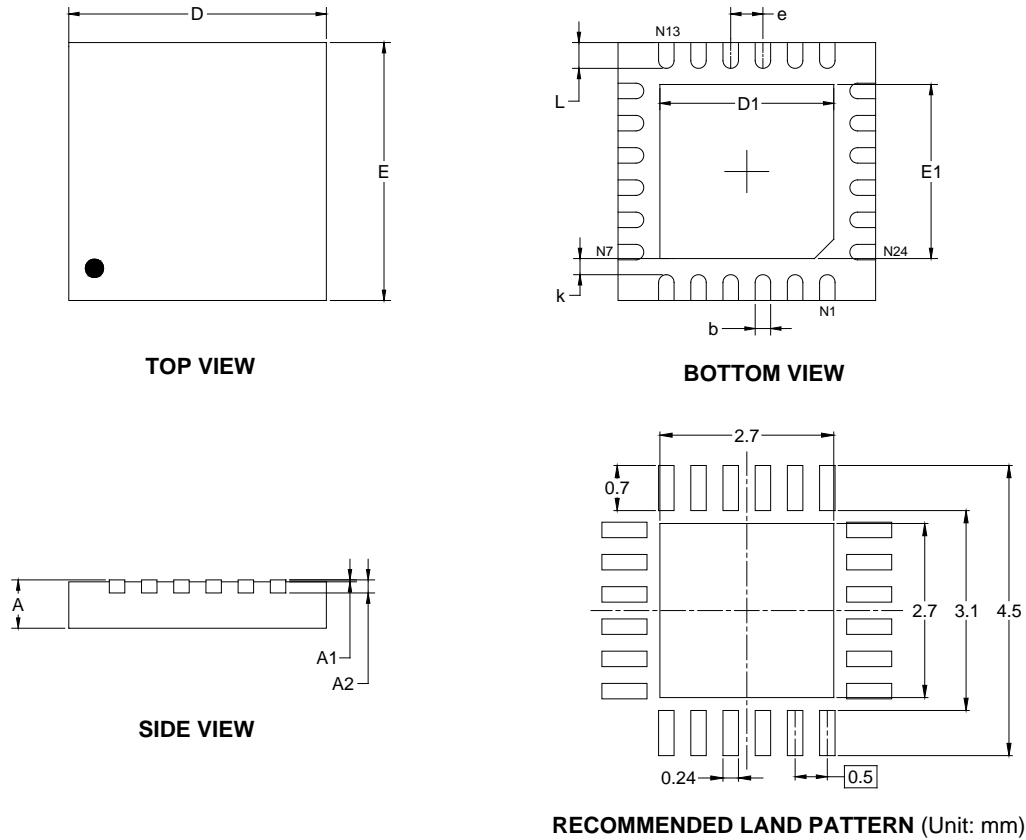 D
E
TOP VIEW
N13
e
L
D1
E1
N7
N24
k
N1
b
BOTTOM VIEW
A
A1
A2
SIDE VIEW
2.7
0.7
2.7
3.1
4.5
0.24
0.5
RECOMMENDED LAND PATTERN (Unit: mm)